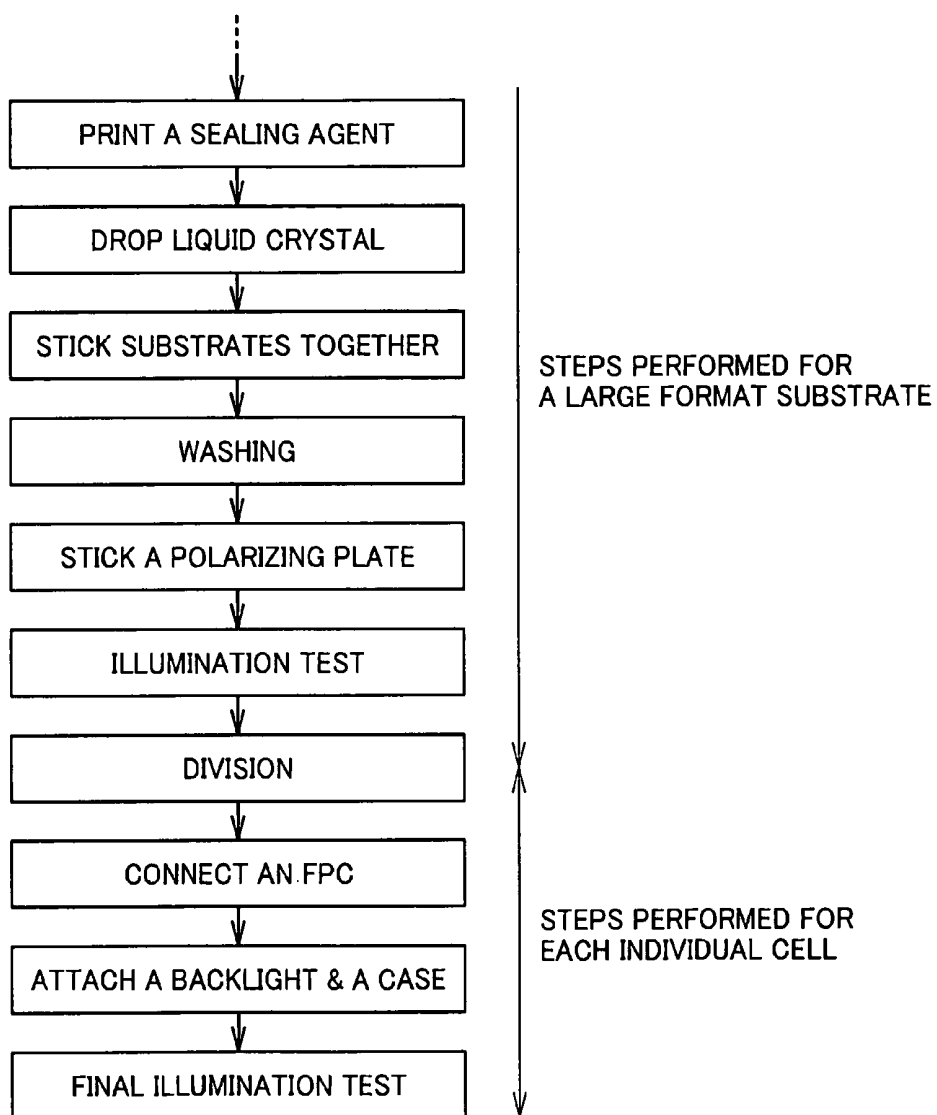 PRINT A SEALING AGENT
DROP LIQUID CRYSTAL
STICK SUBSTRATES TOGETHER
WASHING
STICK A POLARIZING PLATE
ILLUMINATION TEST
DIVISION
CONNECT AN FPC
ATTACH A BACKLIGHT & A CASE
FINAL ILLUMINATION TEST
STEPS PERFORMED FOR
A LARGE FORMAT SUBSTRATE
STEPS PERFORMED FOR
EACH INDIVIDUAL CELL